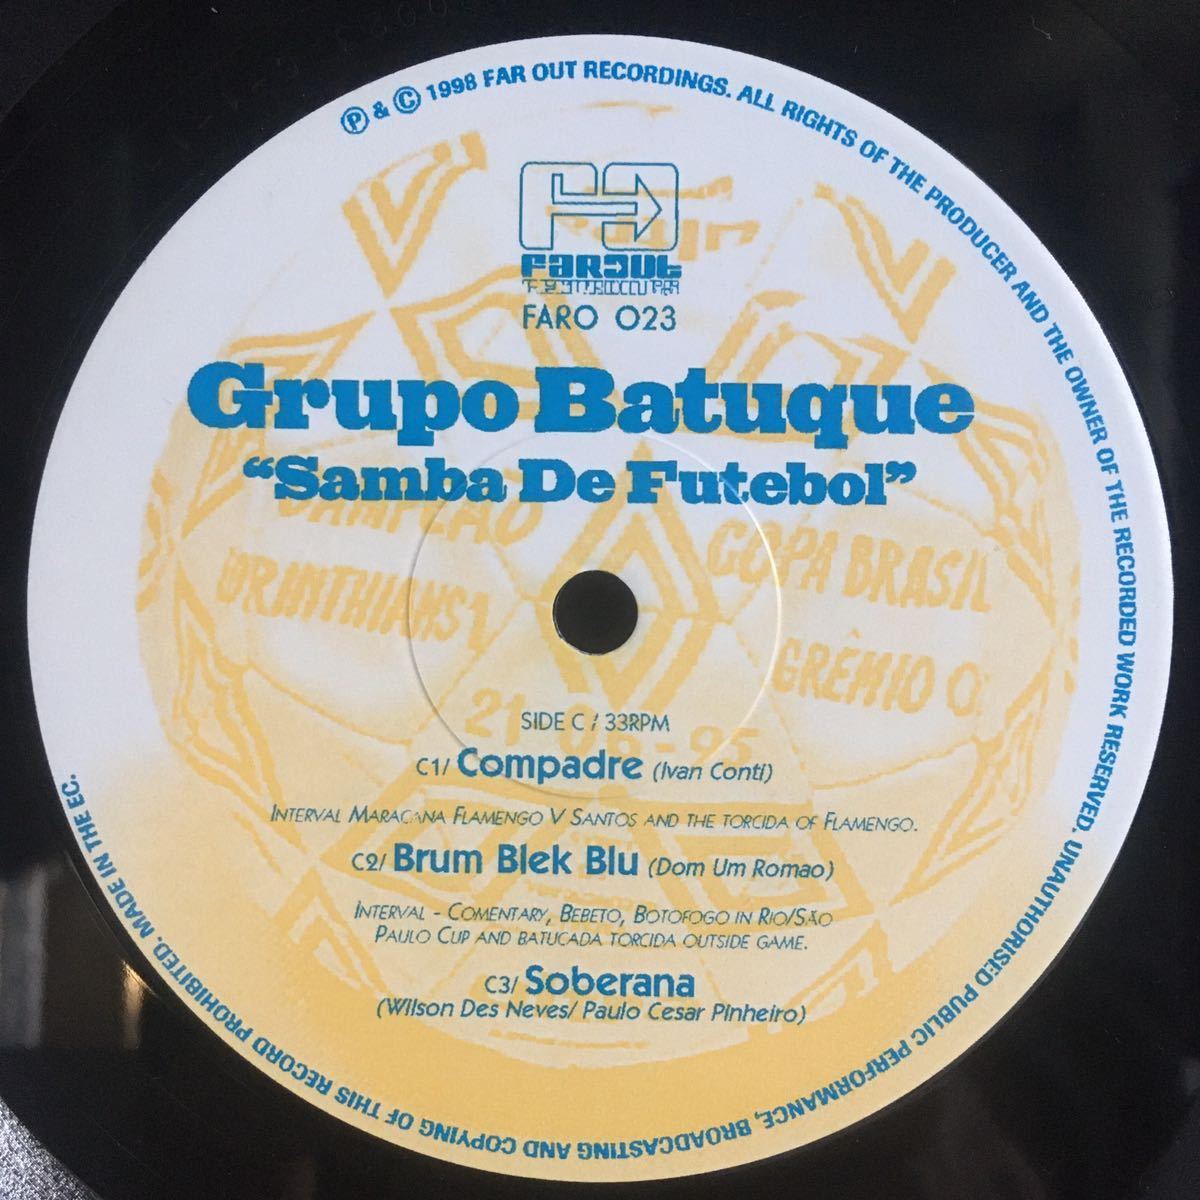 Ⓟ & © 1998 FAR OUT RECORDINGS. ALL RIGHTS OF THE PRODUCER AND THE OWNER OF THE RECORDED WORK RESERVED. UNAUTHORISED PUBLIC PERFORMANCE, BROADCASTING AND COPYING OF THIS RECORD PROHIBITED. MADE IN THE EC.
FAROUT
FARO 023
Grupo Batuque
“Samba De Futebol”
CAMPEÃO
COPA BRASIL
ORINTHIANS 1
GRÊMIO 0
21-06-95
SIDE C / 33RPM
C1/ Compadre (Ivan Conti)
INTERVAL MARACANA FLAMENGO V SANTOS AND THE TORCIDA OF FLAMENGO.
C2/ Brum Blek Blu (Dom Um Romao)
INTERVAL - COMENTARY, BEBETO, BOTOFOGO IN RIO/SÃO
PAULO CUP AND BATUCADA TORCIDA OUTSIDE GAME.
C3/ Soberana
(Wilson Des Neves/ Paulo Cesar Pinheiro)